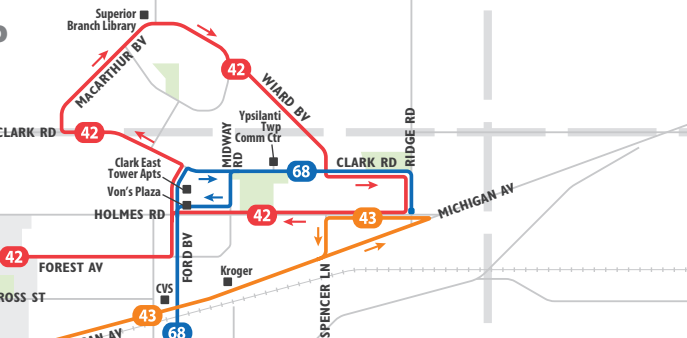 Superior
Branch Library
MACARTHUR BV
42
WIARD BV
CLARK RD
42
Ypsilanti
Twp
Comm Ctr
MIDWAY
RD
RIDGE RD
Clark East
Tower Apts
68
CLARK RD
Von's Plaza
HOLMES RD
42
43
MICHIGAN AV
42
FOREST AV
FORD BV
Kroger
CVS
SPENCER LN
ROSS ST
43
68
AN AV